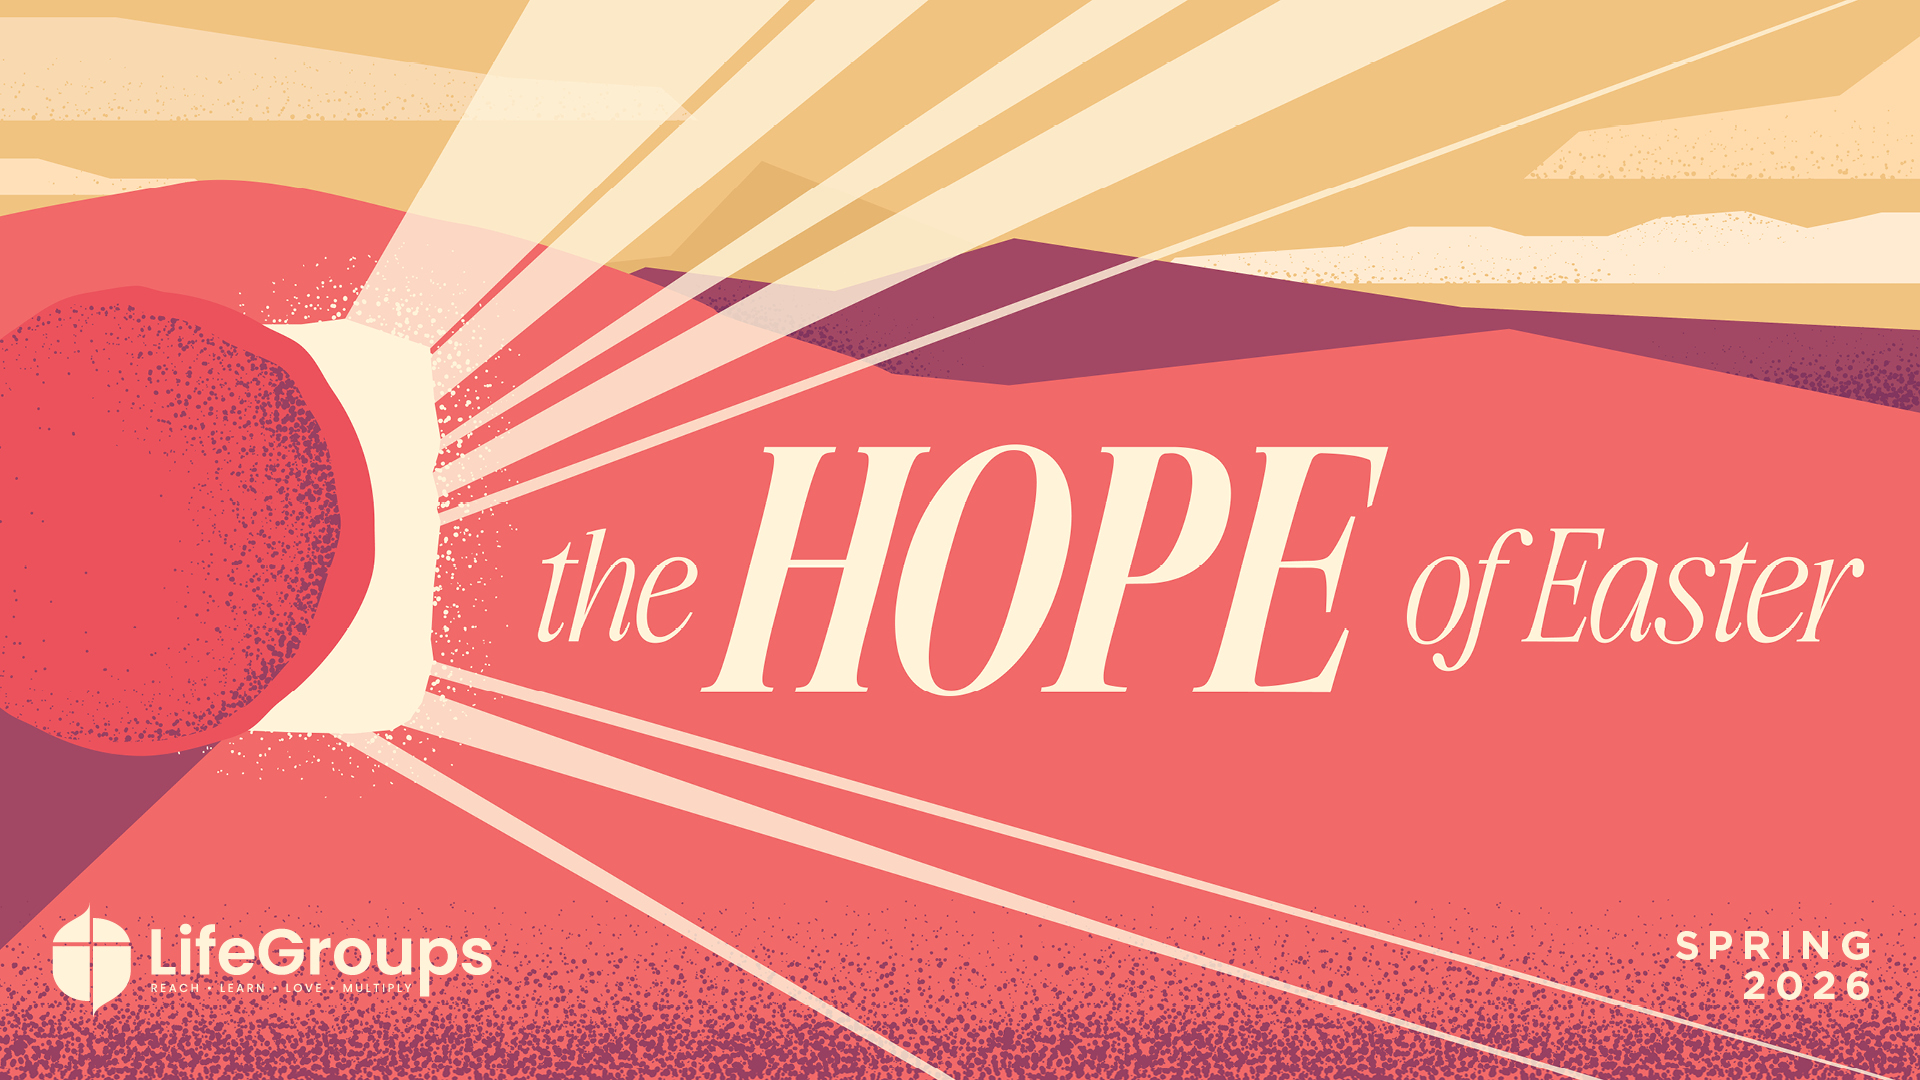 the HOPE of Easter
LifeGroups
REACH • LEARN • LOVE • MULTIPLY
SPRING
2026